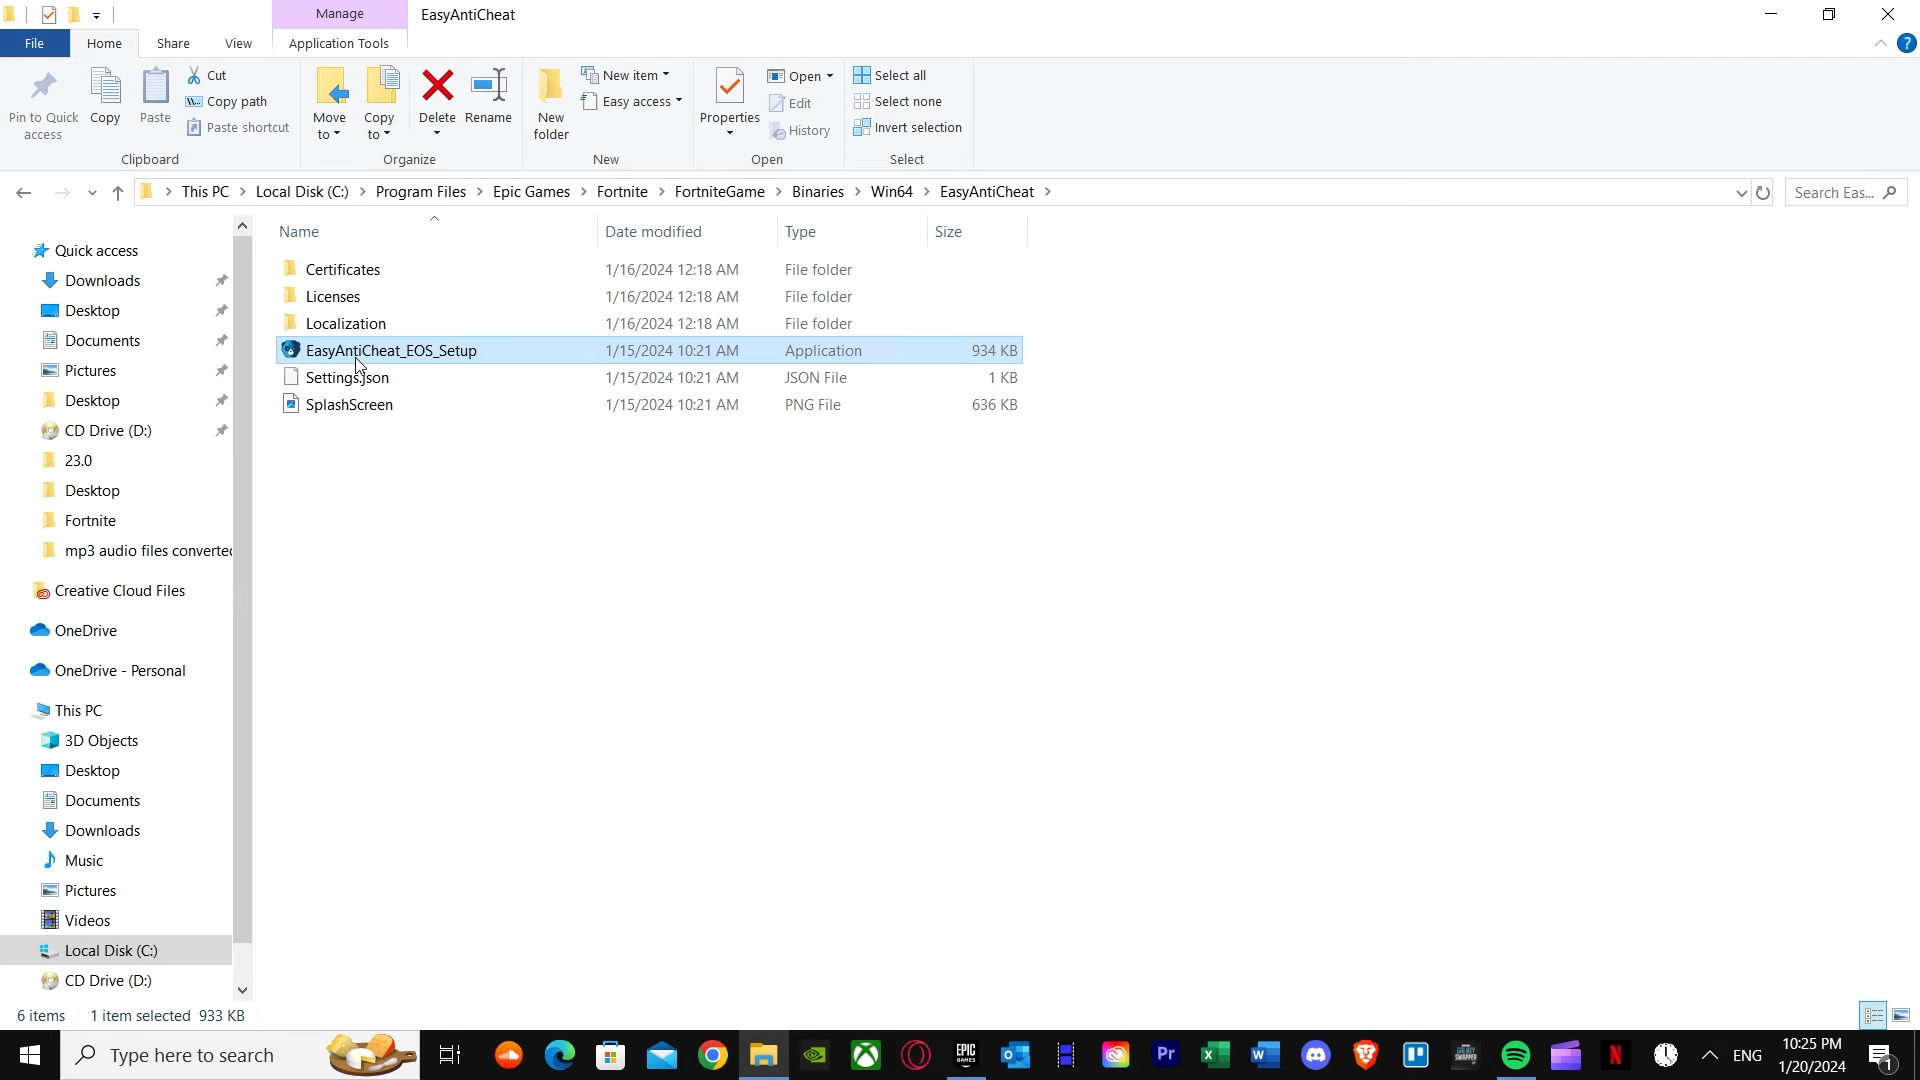 Manage
EasyAntiCheat
File
Home
Share
View
Application Tools
Pin to Quick access
Copy
Paste
Cut
Copy path
Paste shortcut
Clipboard
Move to
Copy to
Delete
Rename
Organize
New folder
New item
Easy access
New
Properties
Open
Edit
History
Open
Select all
Select none
Invert selection
Select
This PC > Local Disk (C:) > Program Files > Epic Games > Fortnite > FortniteGame > Binaries > Win64 > EasyAntiCheat >
Search Eas...
Name Date modified Type Size
Certificates 1/16/2024 12:18 AM File folder
Licenses 1/16/2024 12:18 AM File folder
Localization 1/16/2024 12:18 AM File folder
EasyAntiCheat_EOS_Setup 1/15/2024 10:21 AM Application 934 KB
Settings.json 1/15/2024 10:21 AM JSON File 1 KB
SplashScreen 1/15/2024 10:21 AM PNG File 636 KB
Quick access
Downloads
Desktop
Documents
Pictures
Desktop
CD Drive (D:)
23.0
Desktop
Fortnite
mp3 audio files converted
Creative Cloud Files
OneDrive
OneDrive - Personal
This PC
3D Objects
Desktop
Documents
Downloads
Music
Pictures
Videos
Local Disk (C:)
CD Drive (D:)
6 items 1 item selected 933 KB
Type here to search
EPIC GAMES
Pr
ENG
10:25 PM
1/20/2024
1